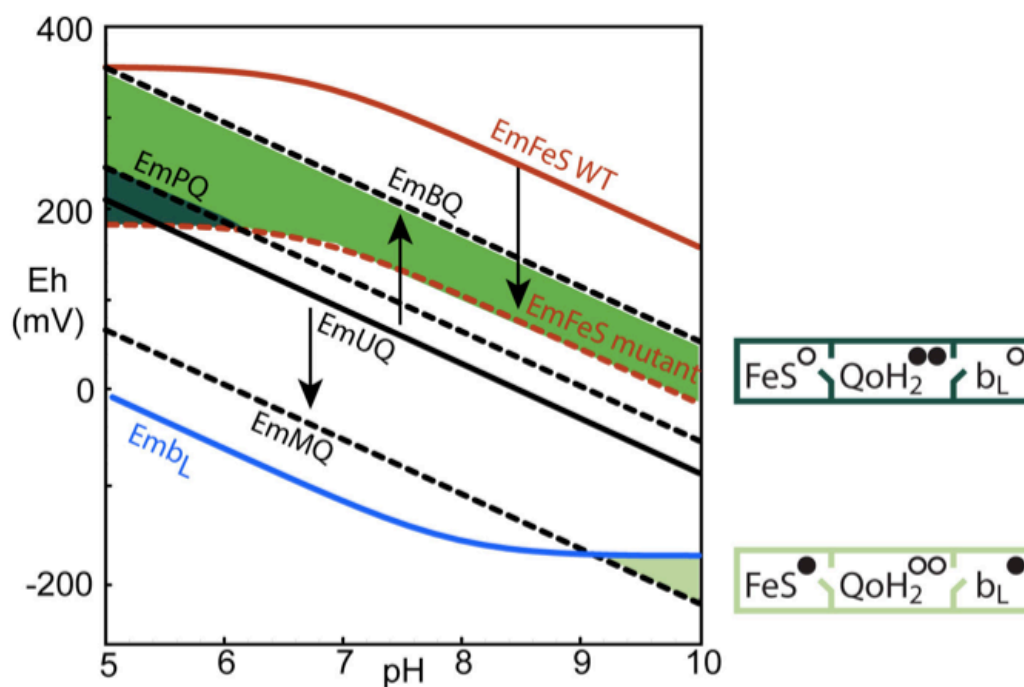 400
EmFeS WT
EmBQ
EmPQ
200
Eh
(mV)
EmFeS mutant
EmUQ
FeS QoH2 bL
0
EmMQ
EmbL
FeS QoH2 bL
-200
5 6 7 8 9 10
pH